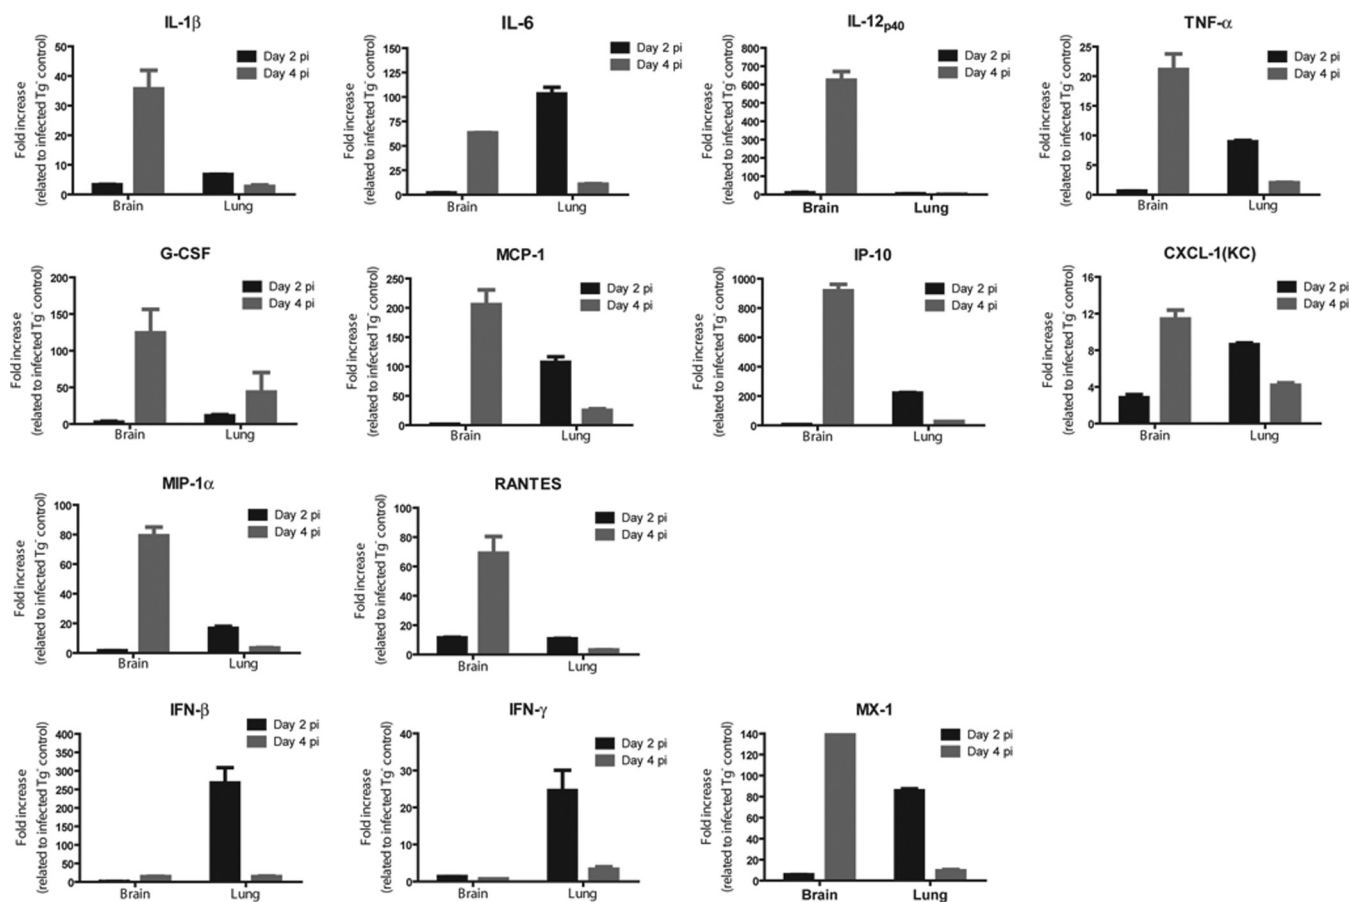 IL-1β
Fold increase
(related to infected Tg⁻ control)
50
40
30
20
10
0
Brain
Lung
Day 2 pi
Day 4 pi
IL-6
Fold increase
(related to infected Tg⁻ control)
150
125
100
75
50
25
0
Brain
Lung
Day 2 pi
Day 4 pi
IL-12p40
Fold increase
(related to infected Tg⁻ control)
800
700
600
500
400
300
200
100
0
Brain
Lung
Day 2 pi
Day 4 pi
TNF-α
Fold increase
(related to infected Tg⁻ control)
25
20
15
10
5
0
Brain
Lung
Day 2 pi
Day 4 pi
G-CSF
Fold increase
(related to infected Tg⁻ control)
200
150
100
50
0
Brain
Lung
Day 2 pi
Day 4 pi
MCP-1
Fold increase
(related to infected Tg⁻ control)
250
200
150
100
50
0
Brain
Lung
Day 2 pi
Day 4 pi
IP-10
Fold increase
(related to infected Tg⁻ control)
1000
800
600
400
200
0
Brain
Lung
Day 2 pi
Day 4 pi
CXCL-1(KC)
Fold increase
(related to infected Tg⁻ control)
16
12
8
4
0
Brain
Lung
Day 2 pi
Day 4 pi
MIP-1α
Fold increase
(related to infected Tg⁻ control)
100
80
60
40
20
0
Brain
Lung
Day 2 pi
Day 4 pi
RANTES
Fold increase
(related to infected Tg⁻ control)
100
80
60
40
20
0
Brain
Lung
Day 2 pi
Day 4 pi
IFN-β
Fold increase
(related to infected Tg⁻ control)
400
350
300
250
200
150
100
50
0
Brain
Lung
Day 2 pi
Day 4 pi
IFN-γ
Fold increase
(related to infected Tg⁻ control)
40
30
20
10
0
Brain
Lung
Day 2 pi
Day 4 pi
MX-1
Fold increase
(related to infected Tg⁻ control)
140
120
100
80
60
40
20
0
Brain
Lung
Day 2 pi
Day 4 pi